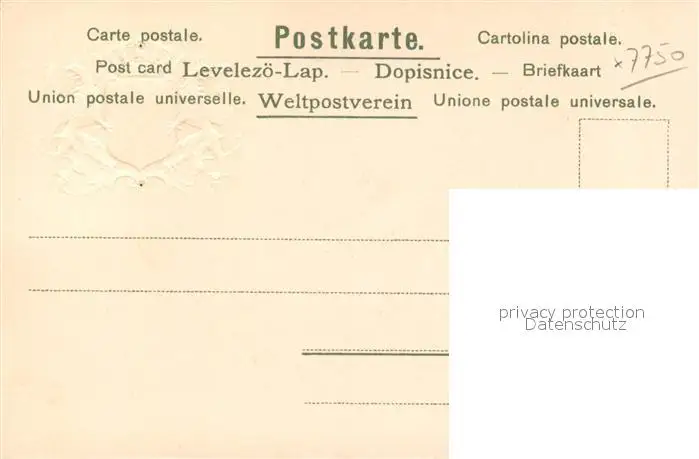 Carte postale. Postkarte. Cartolina postale.
Post card Levelezö-Lap. — Dopisnice. — Briefkaart ×7750
Union postale universelle. Weltpostverein Unione postale universale.
privacy protection
Datenschutz